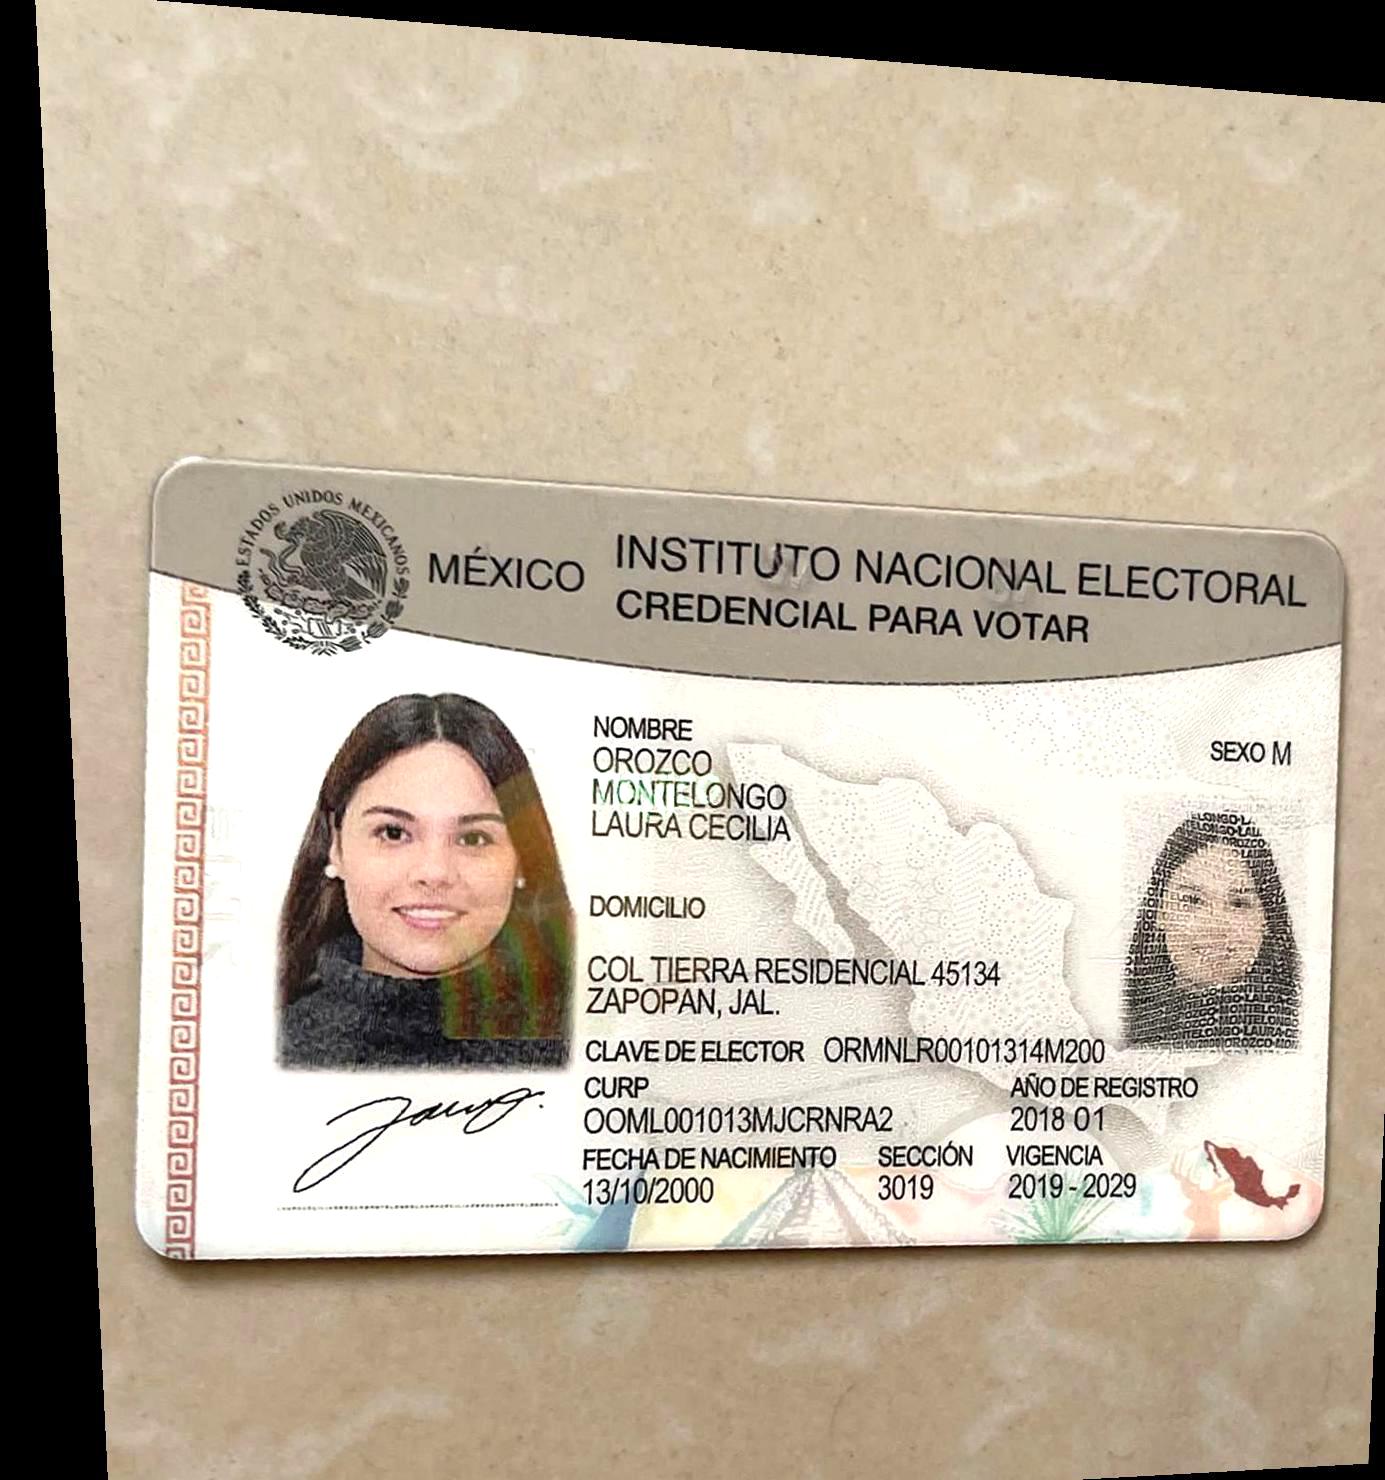 ESTADOS UNIDOS MEXICANOS
MÉXICO
INSTITUTO NACIONAL ELECTORAL
CREDENCIAL PARA VOTAR
NOMBRE
OROZCO
MONTELONGO
LAURA CECILIA
SEXO M
DOMICILIO
COL TIERRA RESIDENCIAL 45134
ZAPOPAN, JAL.
CLAVE DE ELECTOR ORMNLR00101314M200
CURP
OOML001013MJCRNRA2
AÑO DE REGISTRO
2018 01
FECHA DE NACIMIENTO
13/10/2000
SECCIÓN
3019
VIGENCIA
2019 - 2029